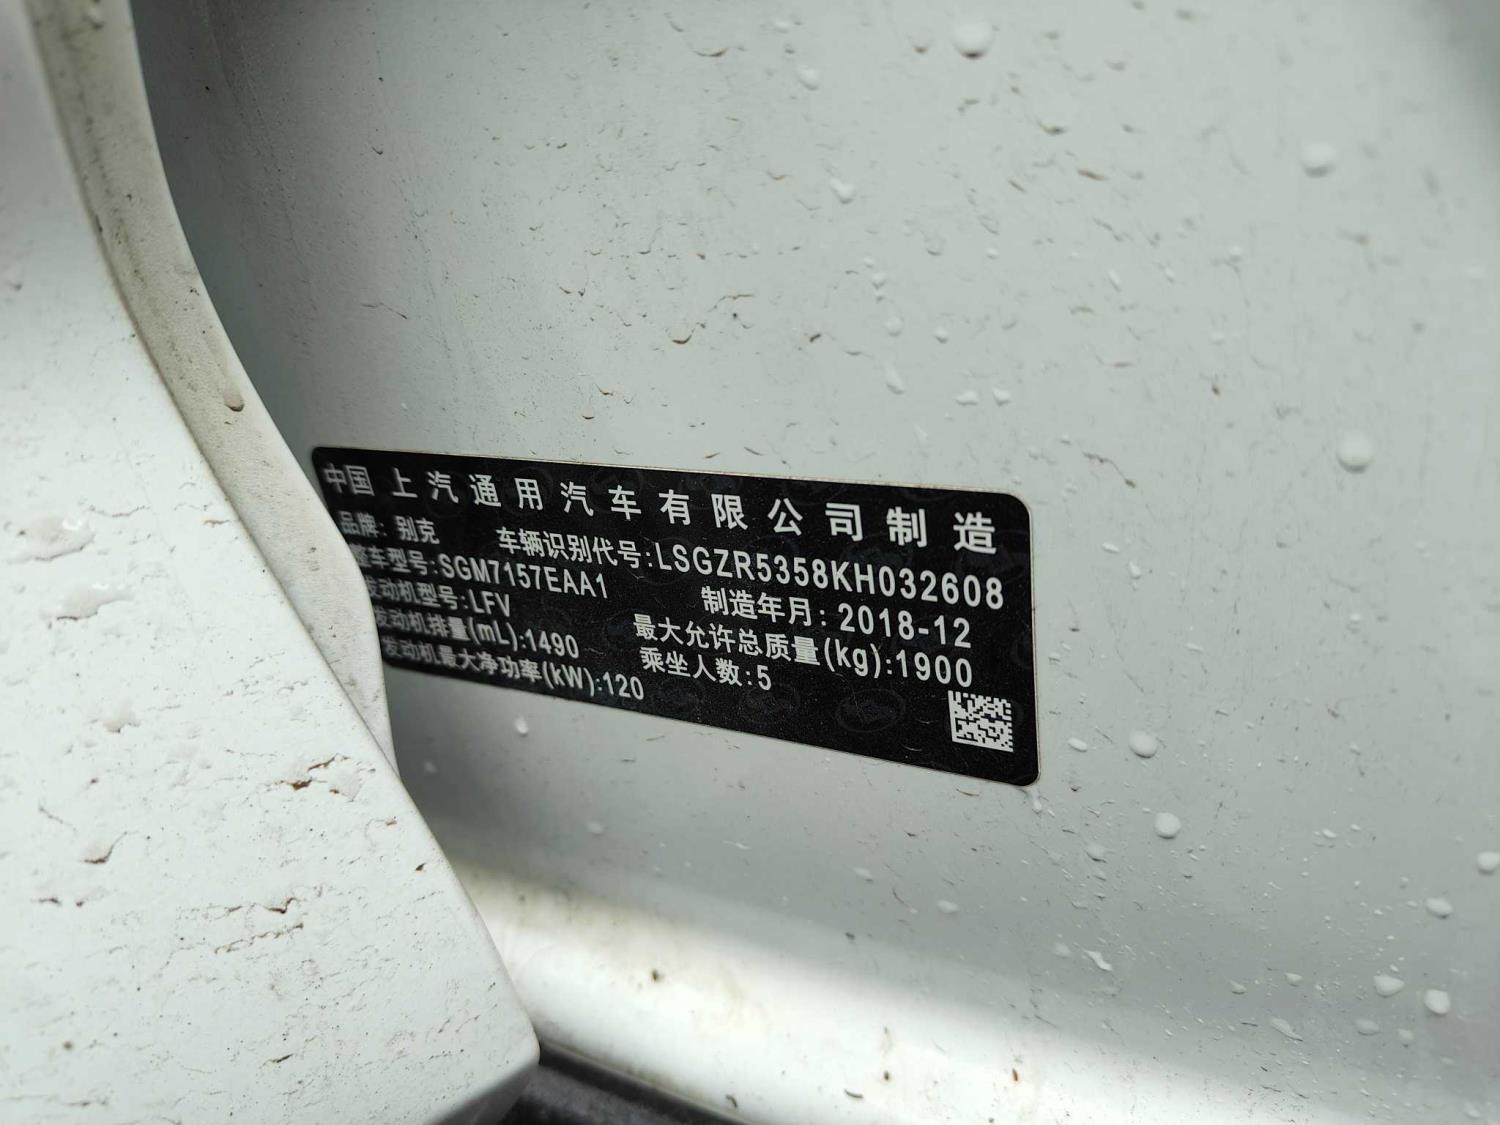 中国 上汽通用汽车有限公司制造
品牌: 别克 车辆识别代号:LSGZR5358KH032608
整车型号:SGM7157EAA1 制造年月: 2018-12
发动机型号:LFV 最大允许总质量(kg):1900
发动机排量(mL):1490 乘坐人数:5
发动机最大净功率(kW):120